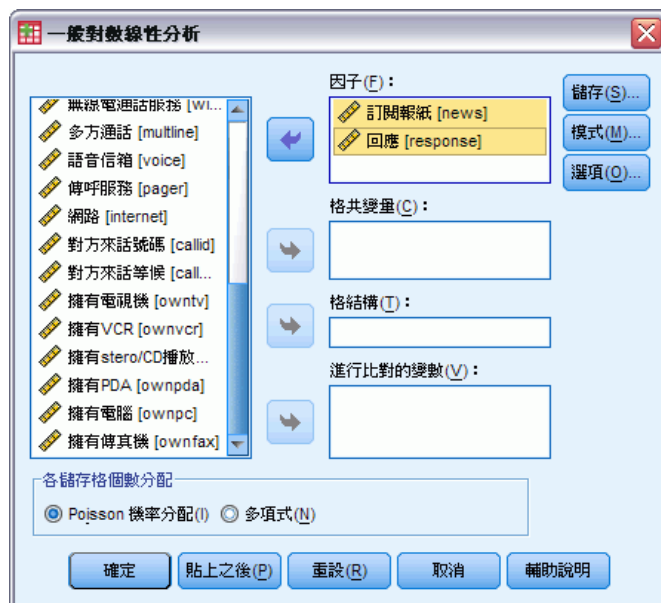 一般對數線性分析
無線電通話服務 [wi...
多方通話 [multline]
語音信箱 [voice]
傳呼服務 [pager]
網路 [internet]
對方來話號碼 [callid]
對方來話等候 [call...
擁有電視機 [owntv]
擁有VCR [ownvcr]
擁有stero/CD播放...
擁有PDA [ownpda]
擁有電腦 [ownpc]
擁有傳真機 [ownfax]
因子(F)：
訂閱報紙 [news]
回應 [response]
格共變量(C)：
格結構(T)：
進行比對的變數(V)：
儲存(S)...
模式(M)...
選項(O)...
各儲存格個數分配
Poisson 機率分配(I) 多項式(N)
確定 貼上之後(P) 重設(R) 取消 輔助說明